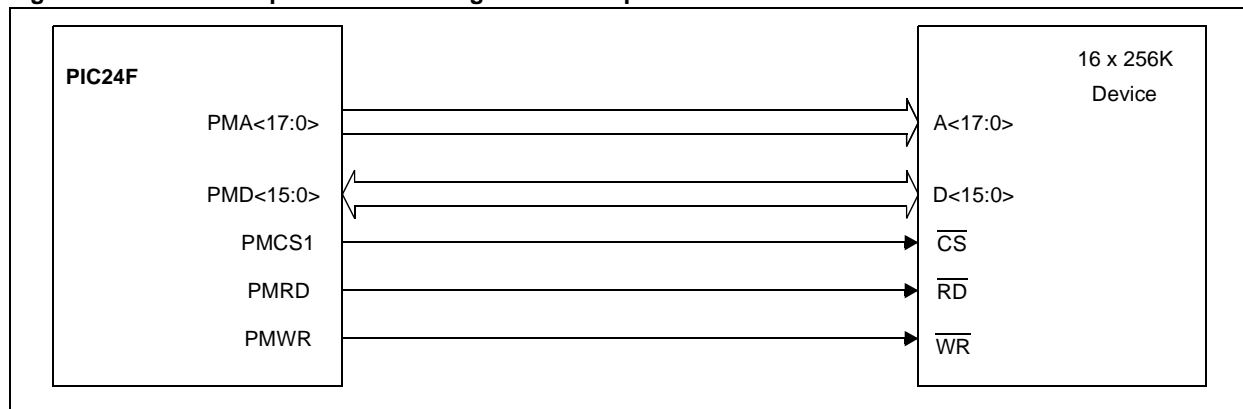 16 x 256K
Device
PIC24F
PMA<17:0>
A<17:0>
PMD<15:0>
D<15:0>
PMCS1
CS
PMRD
RD
PMWR
WR